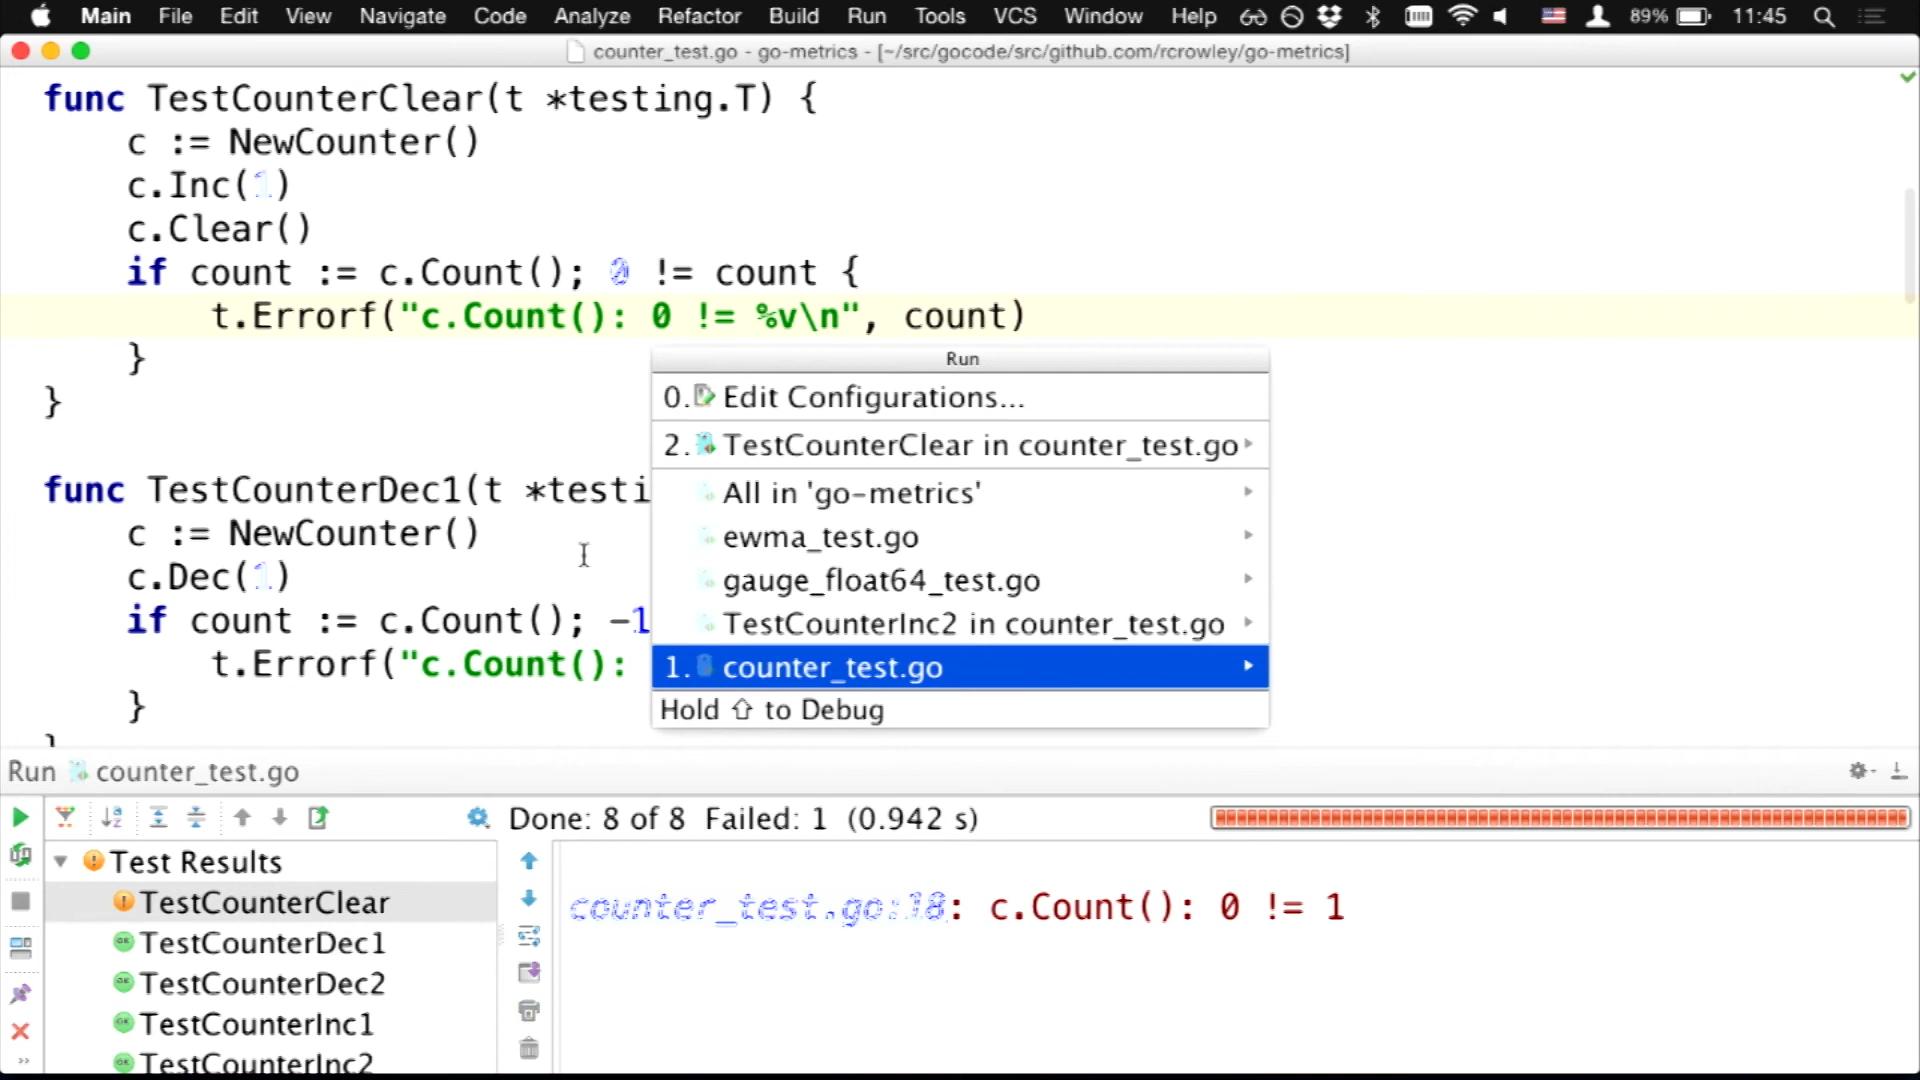 Main File Edit View Navigate Code Analyze Refactor Build Run Tools VCS Window Help 89% 11:45
counter_test.go - go-metrics - [~/src/gocode/src/github.com/rcrowley/go-metrics]
func TestCounterClear(t *testing.T) {
c := NewCounter()
c.Inc(1)
c.Clear()
if count := c.Count(); 0 != count {
t.Errorf("c.Count(): 0 != %v\n", count)
}
}
func TestCounterDec1(t *testi
c := NewCounter()
c.Dec(1)
if count := c.Count(); -1
t.Errorf("c.Count():
}
}
Run
0. Edit Configurations...
2. TestCounterClear in counter_test.go
All in 'go-metrics'
ewma_test.go
gauge_float64_test.go
TestCounterInc2 in counter_test.go
1. counter_test.go
Hold ⇧ to Debug
Run counter_test.go
Done: 8 of 8 Failed: 1 (0.942 s)
Test Results
TestCounterClear
TestCounterDec1
TestCounterDec2
TestCounterInc1
TestCounterInc2
counter_test.go:18: c.Count(): 0 != 1